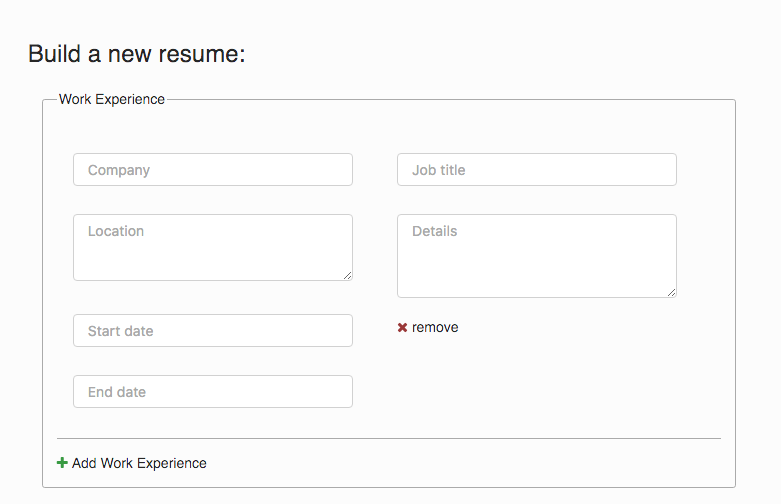 Build a new resume:
Work Experience
Company
Job title
Location
Details
Start date
remove
End date
Add Work Experience